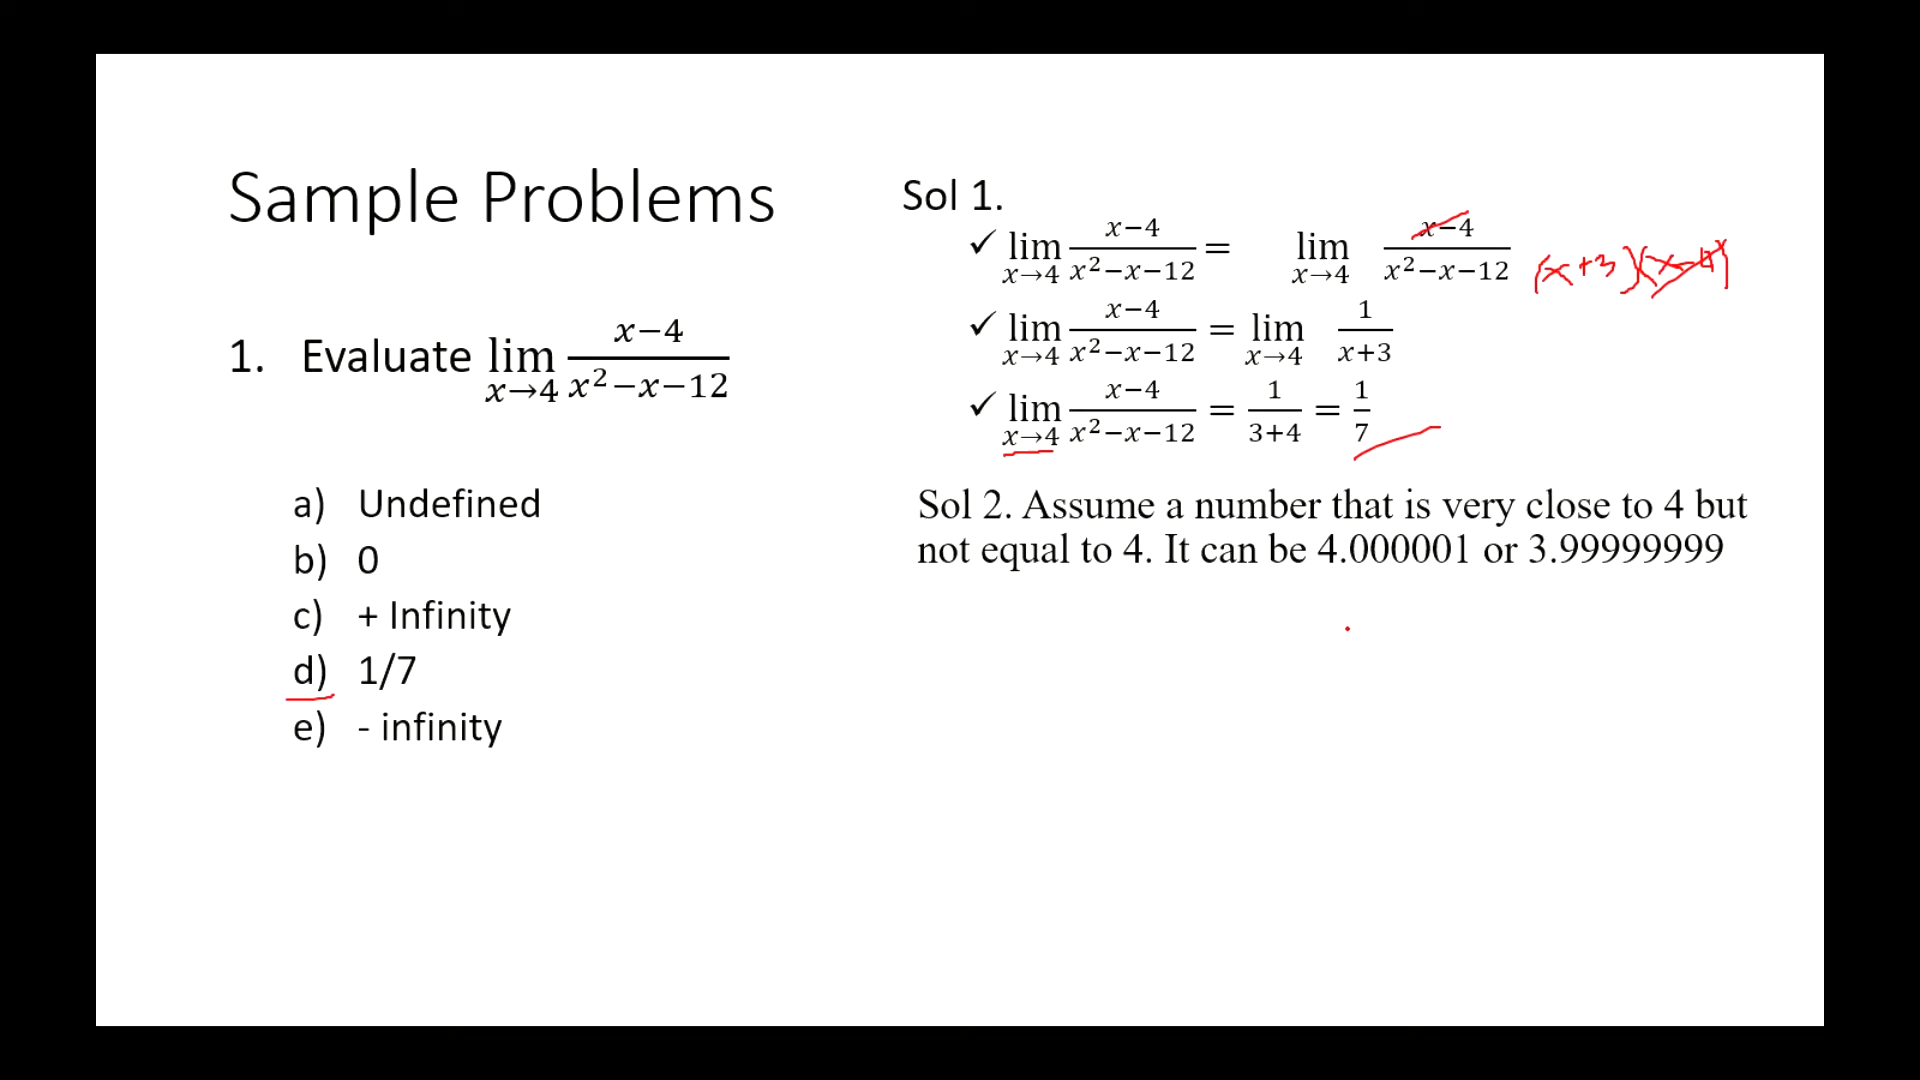 Sample Problems
1. Evaluate lim x→4 x−4 / x²−x−12
a) Undefined
b) 0
c) + Infinity
d) 1/7
e) - infinity
Sol 1.
✓ lim x→4 x−4 / x²−x−12 = lim x→4 x−4 / x²−x−12 (x+3)(x-4)
✓ lim x→4 x−4 / x²−x−12 = lim x→4 1 / x+3
✓ lim x→4 x−4 / x²−x−12 = 1 / 3+4 = 1 / 7
Sol 2. Assume a number that is very close to 4 but
not equal to 4. It can be 4.000001 or 3.99999999